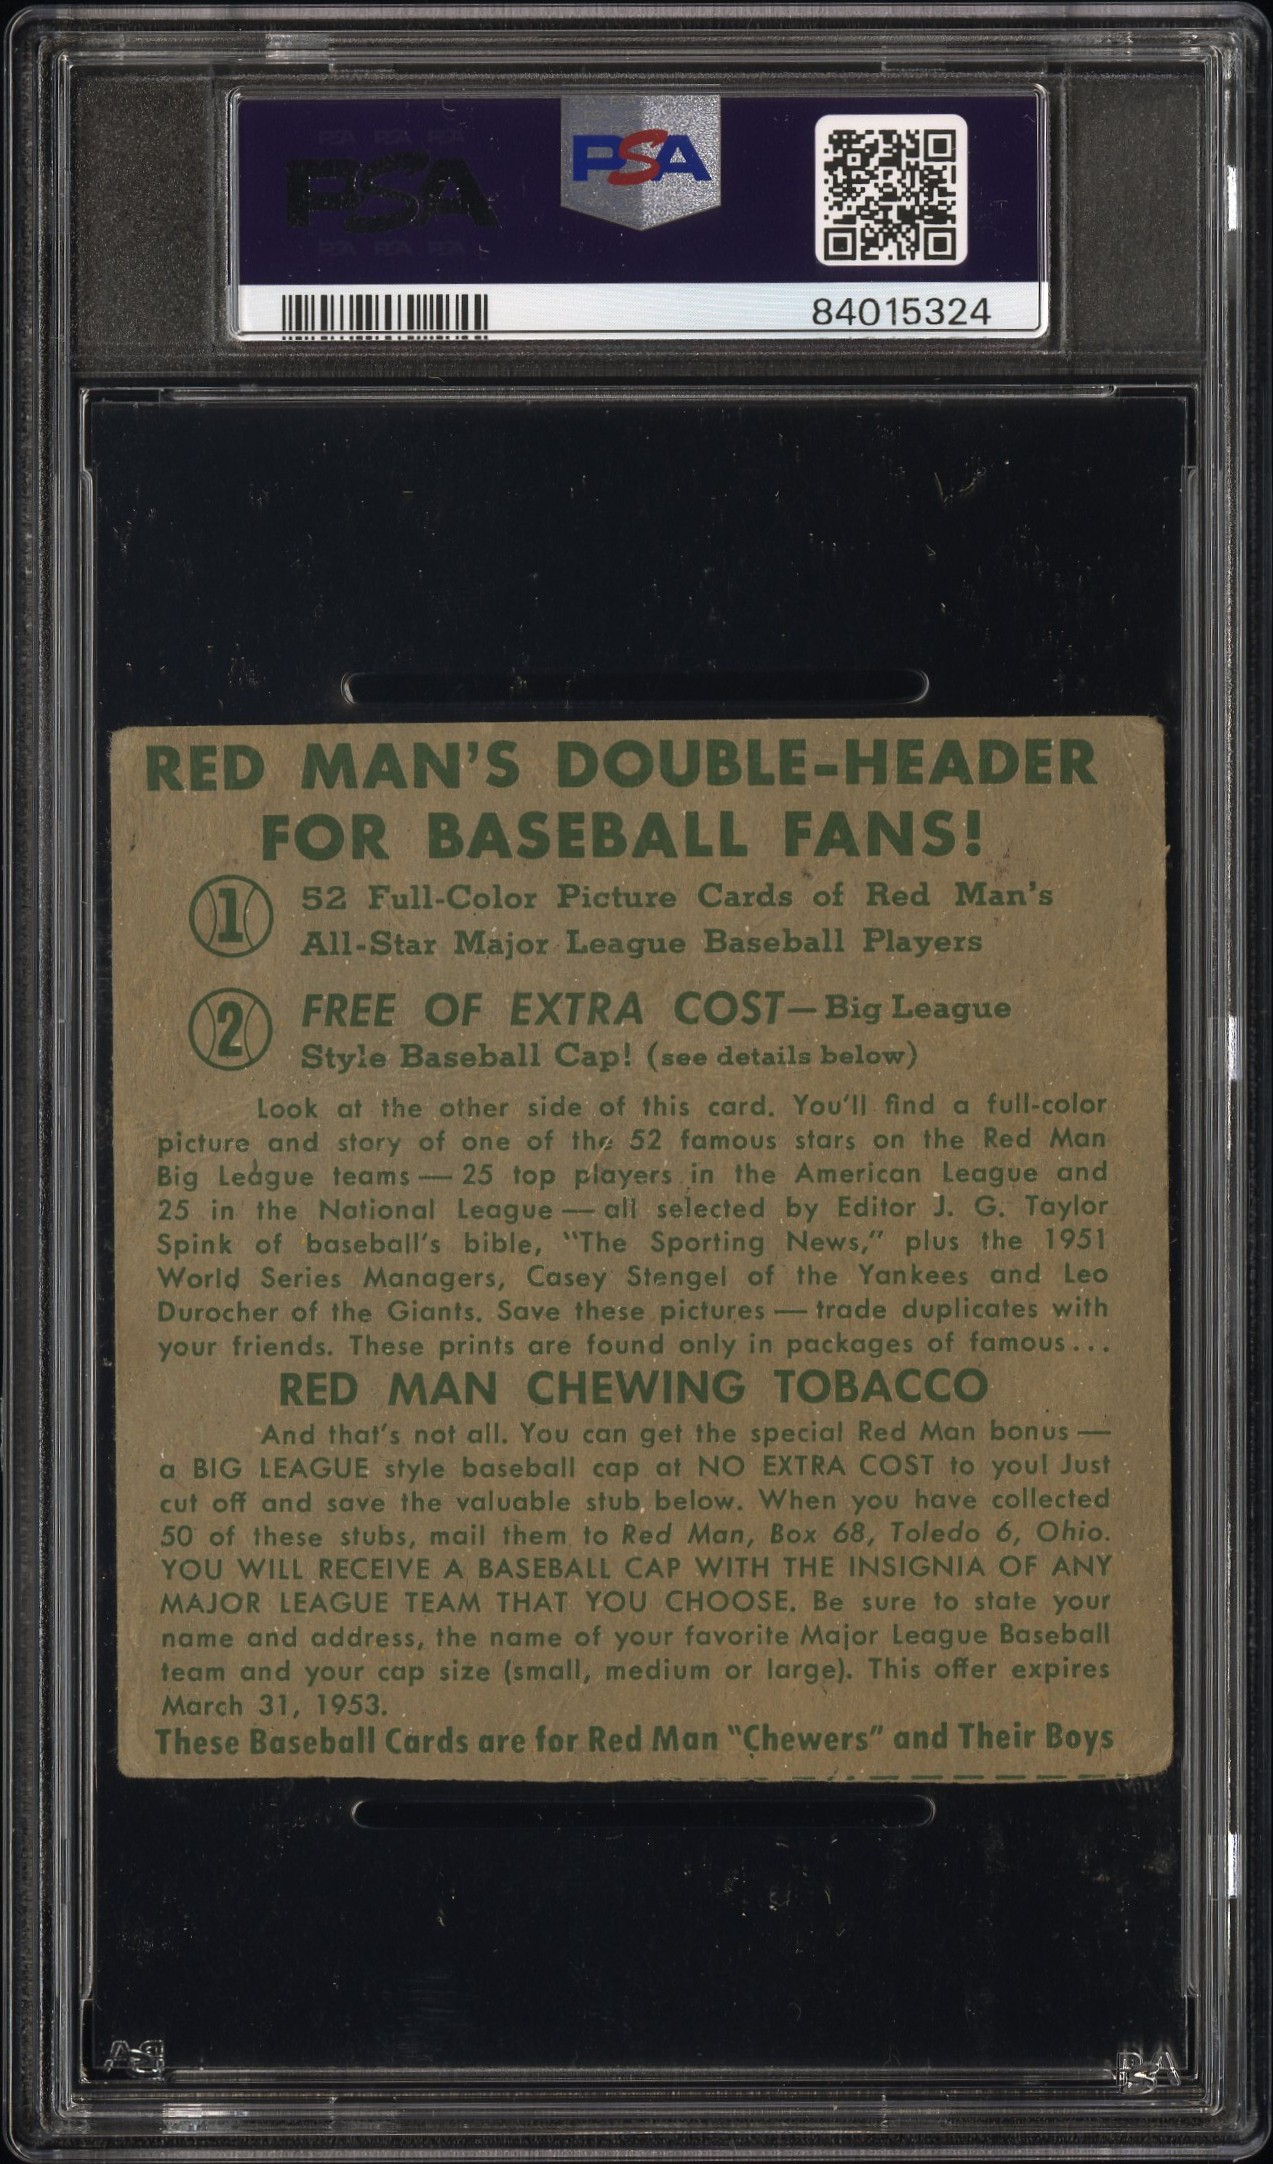 PSA PSA PSA
PSA
PSA PSA PSA
PSA
84015324
RED MAN'S DOUBLE-HEADER
FOR BASEBALL FANS!
1 52 Full-Color Picture Cards of Red Man's
All-Star Major League Baseball Players
2 FREE OF EXTRA COST—Big League
Style Baseball Cap! (see details below)
Look at the other side of this card. You'll find a full-color
picture and story of one of the 52 famous stars on the Red Man
Big League teams — 25 top players in the American League and
25 in the National League — all selected by Editor J. G. Taylor
Spink of baseball's bible, "The Sporting News," plus the 1951
World Series Managers, Casey Stengel of the Yankees and Leo
Durocher of the Giants. Save these pictures — trade duplicates with
your friends. These prints are found only in packages of famous...
RED MAN CHEWING TOBACCO
And that's not all. You can get the special Red Man bonus —
a BIG LEAGUE style baseball cap at NO EXTRA COST to you! Just
cut off and save the valuable stub below. When you have collected
50 of these stubs, mail them to Red Man, Box 68, Toledo 6, Ohio.
YOU WILL RECEIVE A BASEBALL CAP WITH THE INSIGNIA OF ANY
MAJOR LEAGUE TEAM THAT YOU CHOOSE. Be sure to state your
name and address, the name of your favorite Major League Baseball
team and your cap size (small, medium or large). This offer expires
March 31, 1953.
These Baseball Cards are for Red Man "Chewers" and Their Boys
PSA
PSA